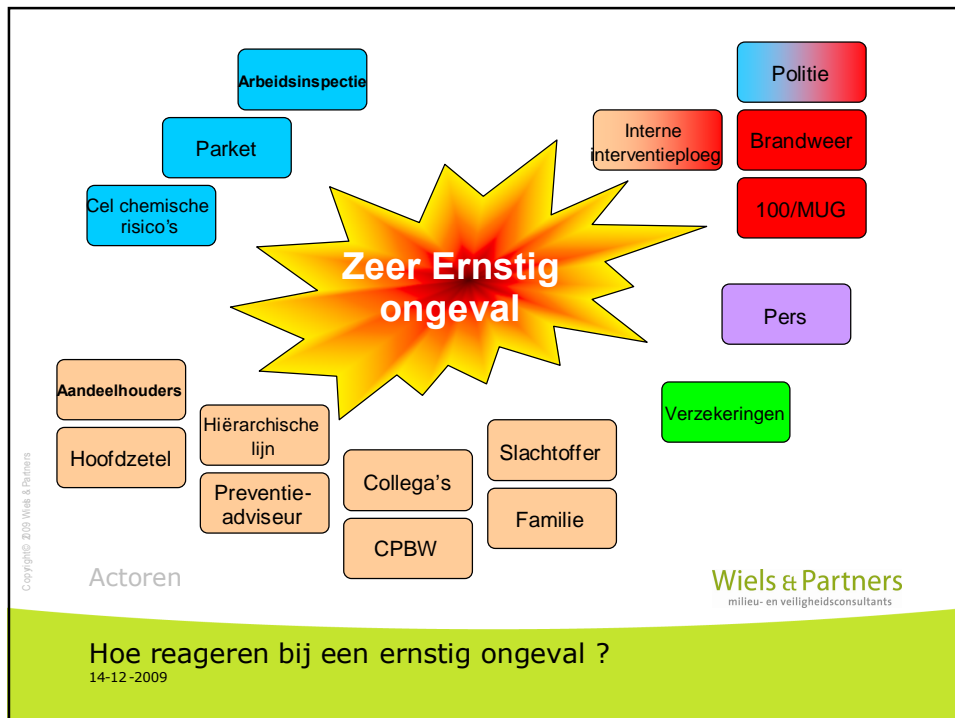 Arbeidsinspectie
Parket
Cel chemische
risico's
Politie
Interne
interventieploeg
Brandweer
100/MUG
Zeer Ernstig
ongeval
Pers
Verzekeringen
Aandeelhouders
Hoofdzetel
Hiërarchische
lijn
Preventie-
adviseur
Collega's
CPBW
Slachtoffer
Familie
Copyright© 2009 Wiels & Partners
Actoren
Wiels & Partners
milieu- en veiligheidsconsultants
Hoe reageren bij een ernstig ongeval ?
14-12-2009